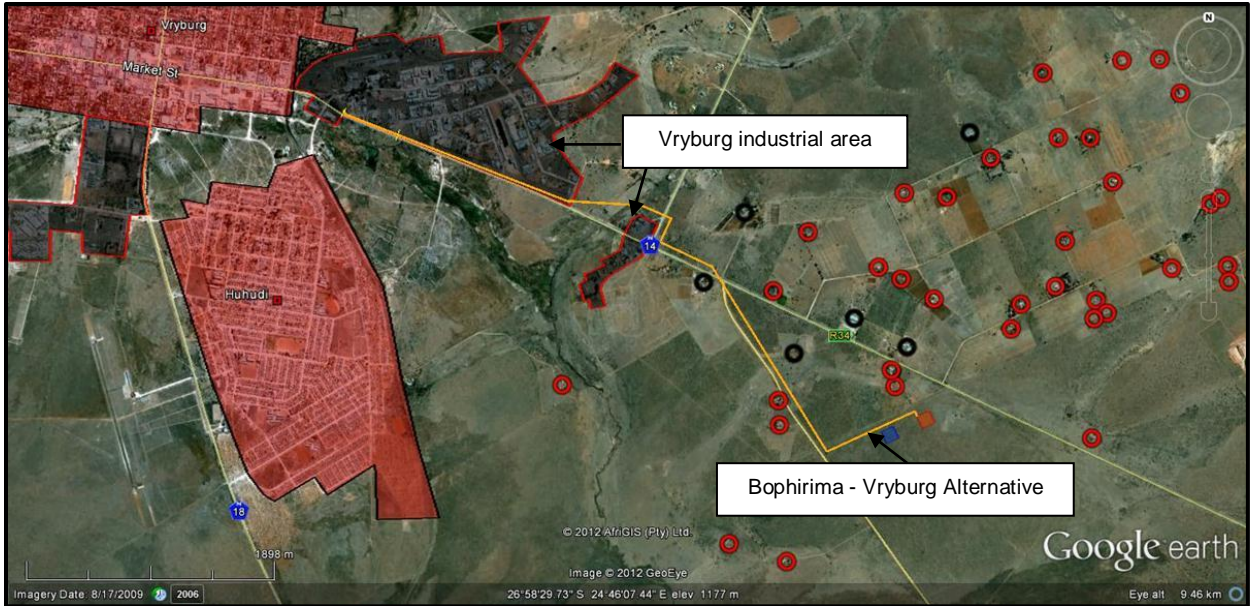 Vryburg
Market St
N
Vryburg industrial area
14
Huhudi
R34
Bophirima - Vryburg Alternative
N
18
1898 m
© 2012 AfriGIS (Pty) Ltd.
Image © 2012 GeoEye
Google earth
Imagery Date: 8/17/2009
2006
26°58'29.73" S 24°46'07.44" E elev 1177 m
Eye alt 9.46 km